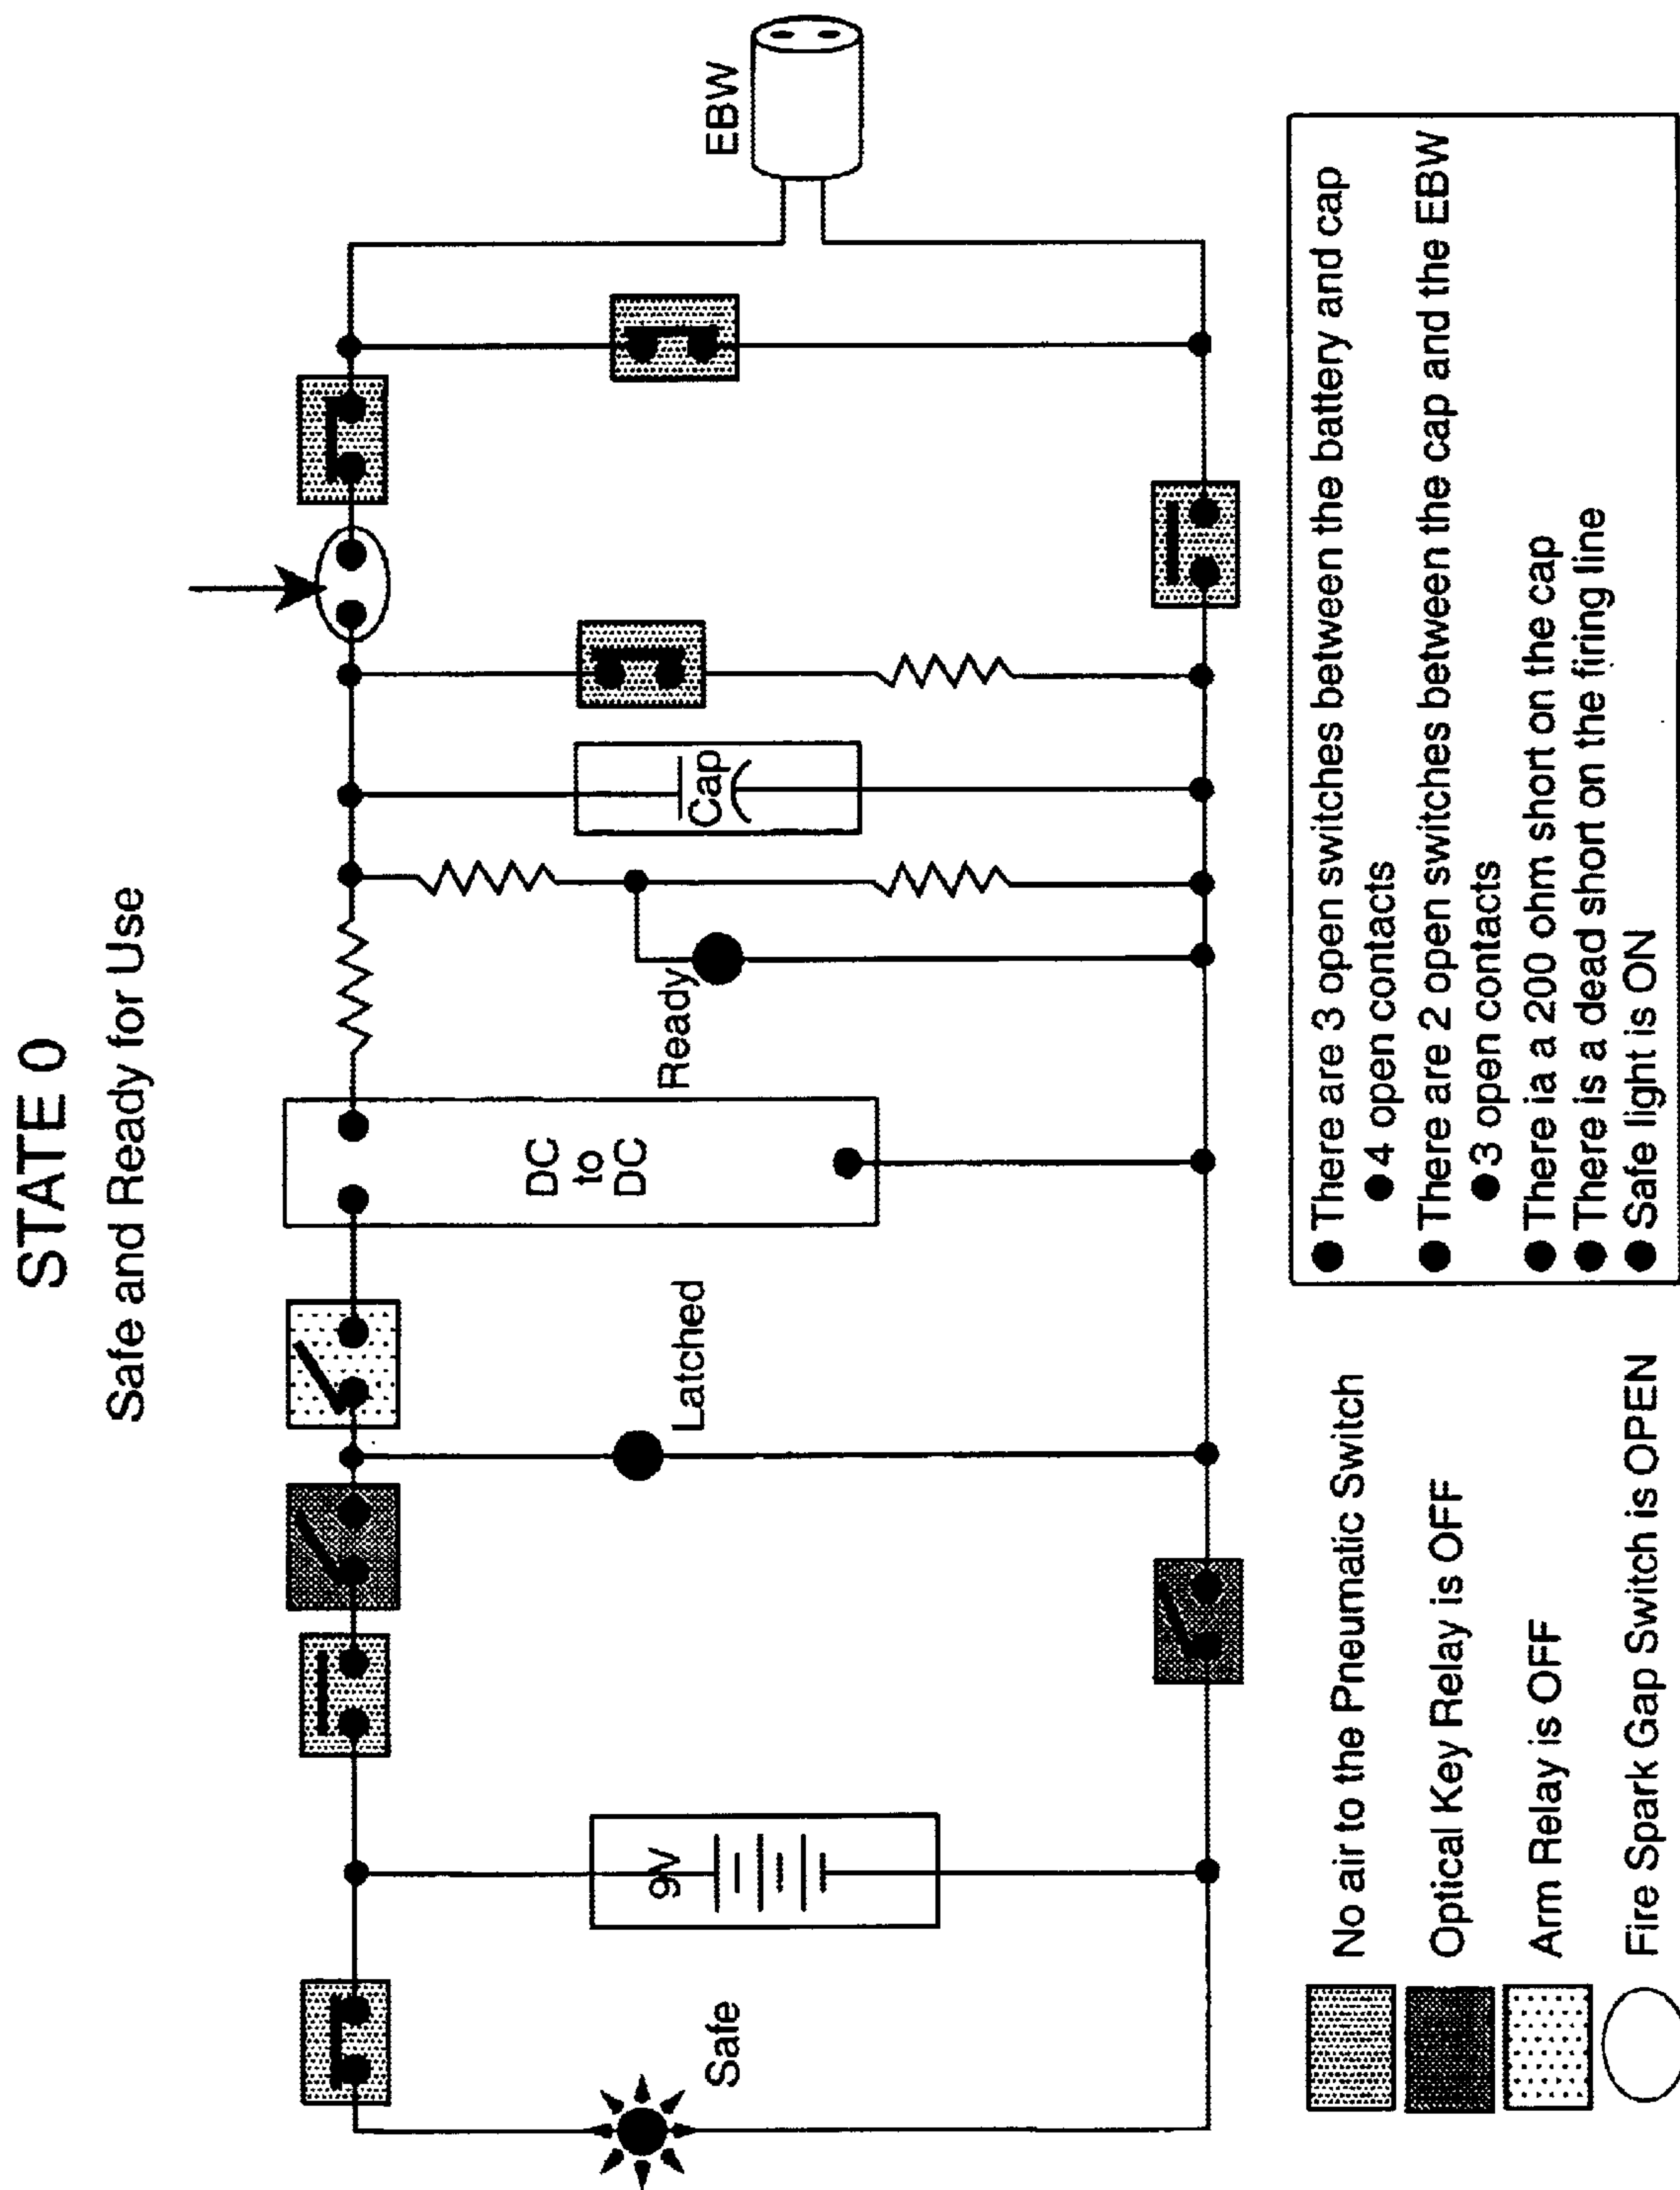 STATE 0
Safe and Ready for Use
EBW
Cap
Ready
DC
to
DC
Latched
9V
Safe
No air to the Pneumatic Switch
Optical Key Relay is OFF
Arm Relay is OFF
Fire Spark Gap Switch is OPEN
● There are 3 open switches between the battery and cap
● 4 open contacts
● There are 2 open switches between the cap and the EBW
● 3 open contacts
● There ia a 200 ohm short on the cap
● There is a dead short on the firing line
● Safe light is ON